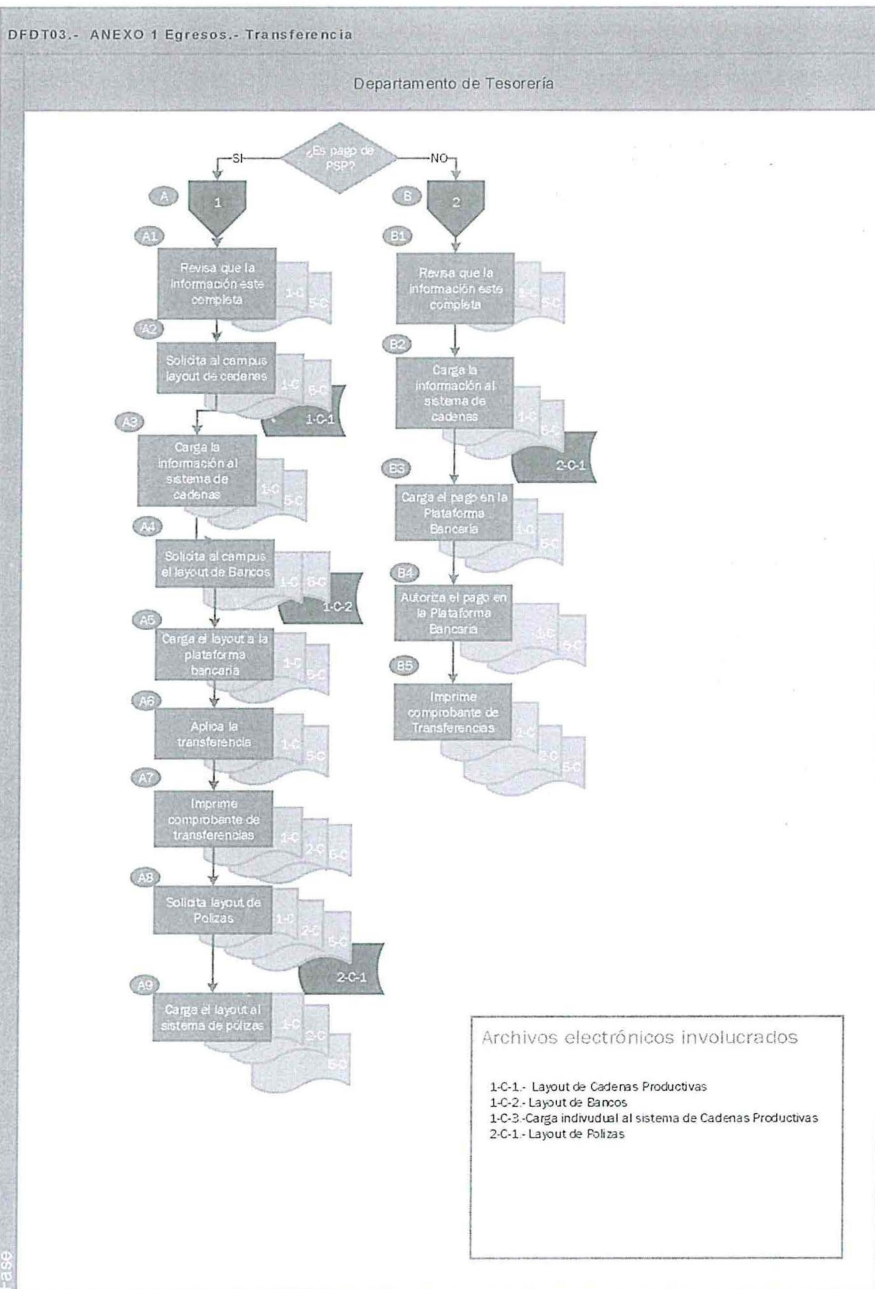 DFDT03.- ANEXO 1 Egresos.- Transferencia
Departamento de Tesorería
¿Es pago de
PSP?
SI
NO
A
1
A1
Revisa que la
información este
completa
1-C
5-C
A2
Solicita al campus
layout de cadenas
1-C
5-C
1-C-1
A3
Carga la
información al
sistema de
cadenas
1-C
5-C
A4
Solicita al campus
el layout de Bancos
1-C
5-C
1-C-2
A5
Carga el layout a la
plataforma
bancaria
1-C
5-C
A6
Aplica la
transferencia
1-C
5-C
A7
Imprime
comprobante de
transferencias
1-C
2-C
5-C
A8
Solicita layout de
Polizas
1-C
2-C
5-C
2-C-1
A9
Carga el layout al
sistema de polizas
1-C
2-C
5-C
B
2
B1
Revisa que la
información este
completa
1-C
5-C
B2
Carga la
información al
sistema de
cadenas
1-C
5-C
2-C-1
B3
Carga el pago en la
Plataforma
Bancaria
1-C
5-C
B4
Autoriza el pago en
la Plataforma
Bancaria
1-C
5-C
B5
Imprime
comprobante de
Transferencias
1-C
2-C
5-C
Archivos electrónicos involucrados
1-C-1.- Layout de Cadenas Productivas
1-C-2.- Layout de Bancos
1-C-3.-Carga indivudual al sistema de Cadenas Productivas
2-C-1.- Layout de Polizas